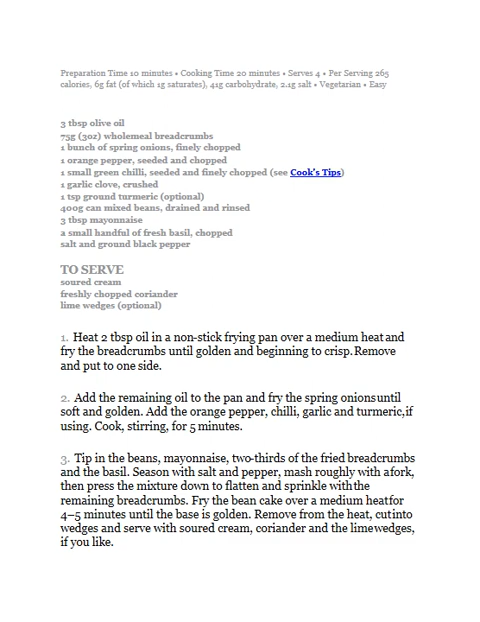 Preparation Time 10 minutes • Cooking Time 20 minutes • Serves 4 • Per Serving 265
calories, 6g fat (of which 1g saturates), 41g carbohydrate, 2.1g salt • Vegetarian • Easy
3 tbsp olive oil
75g (3oz) wholemeal breadcrumbs
1 bunch of spring onions, finely chopped
1 orange pepper, seeded and chopped
1 small green chilli, seeded and finely chopped (see Cook's Tips)
1 garlic clove, crushed
1 tsp ground turmeric (optional)
400g can mixed beans, drained and rinsed
3 tbsp mayonnaise
a small handful of fresh basil, chopped
salt and ground black pepper
TO SERVE
soured cream
freshly chopped coriander
lime wedges (optional)
1. Heat 2 tbsp oil in a non-stick frying pan over a medium heat and
fry the breadcrumbs until golden and beginning to crisp. Remove
and put to one side.
2. Add the remaining oil to the pan and fry the spring onions until
soft and golden. Add the orange pepper, chilli, garlic and turmeric, if
using. Cook, stirring, for 5 minutes.
3. Tip in the beans, mayonnaise, two-thirds of the fried breadcrumbs
and the basil. Season with salt and pepper, mash roughly with a fork,
then press the mixture down to flatten and sprinkle with the
remaining breadcrumbs. Fry the bean cake over a medium heat for
4–5 minutes until the base is golden. Remove from the heat, cut into
wedges and serve with soured cream, coriander and the lime wedges,
if you like.